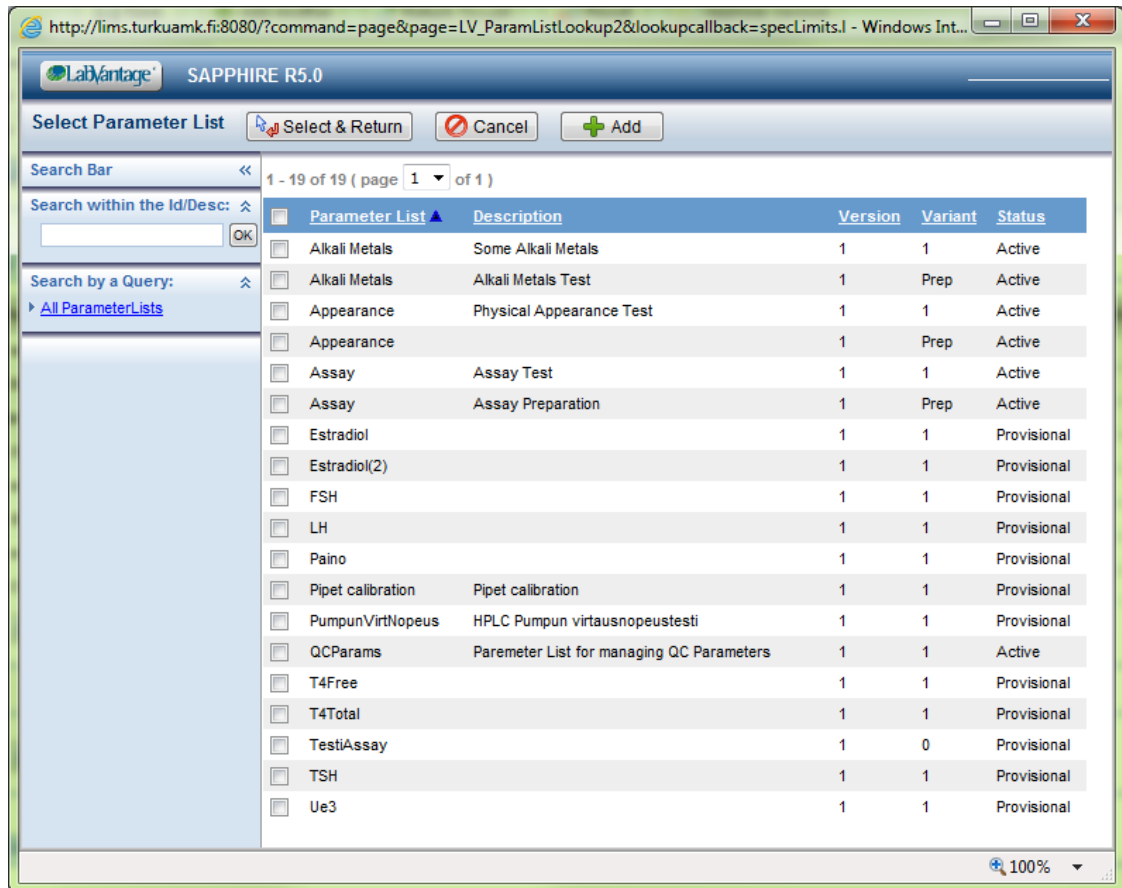 http://lims.turkuamk.fi:8080/?command=page&page=LV_ParamListLookup2&lookupcallback=specLimits.l - Windows Int...
LabVantage SAPPHIRE R5.0
Select Parameter List Select & Return Cancel Add
Search Bar
Search within the Id/Desc:
OK
Search by a Query:
All ParameterLists
1 - 19 of 19 ( page 1 of 1 )
Parameter List Description Version Variant Status
Alkali Metals Some Alkali Metals 1 1 Active
Alkali Metals Alkali Metals Test 1 Prep Active
Appearance Physical Appearance Test 1 1 Active
Appearance 1 Prep Active
Assay Assay Test 1 1 Active
Assay Assay Preparation 1 Prep Active
Estradiol 1 1 Provisional
Estradiol(2) 1 1 Provisional
FSH 1 1 Provisional
LH 1 1 Provisional
Paino 1 1 Provisional
Pipet calibration Pipet calibration 1 1 Provisional
PumpunVirtNopeus HPLC Pumpun virtausnopeustesti 1 1 Provisional
QCParams Paremeter List for managing QC Parameters 1 1 Active
T4Free 1 1 Provisional
T4Total 1 1 Provisional
TestiAssay 1 0 Provisional
TSH 1 1 Provisional
Ue3 1 1 Provisional
100%